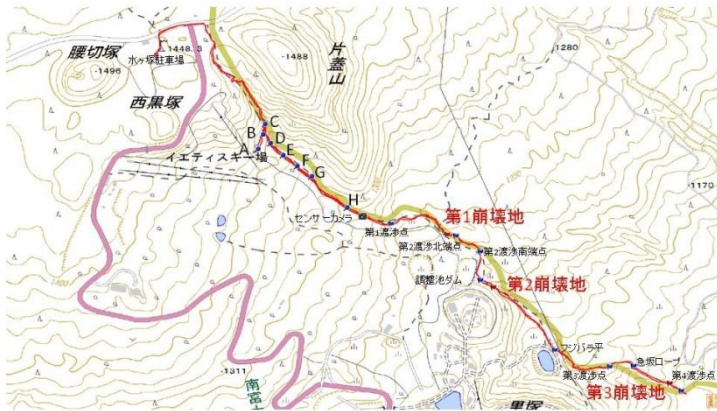 腰切塚
・1496
・1448.3
水ヶ塚駐車場
西黒塚
・1488
片蓋山
1280
C
B
D
A
E
F
G
H
イエティスキー場
センサーカメラ
第1渡渉点
第1崩壊地
第2渡渉北端点
第2渡渉南端点
調整池ダム
第2崩壊地
・1170
1200
・1311
南富士
フジバラ平
第3渡渉点
急坂ロープ
第4渡渉点
第3崩壊地
黒塚